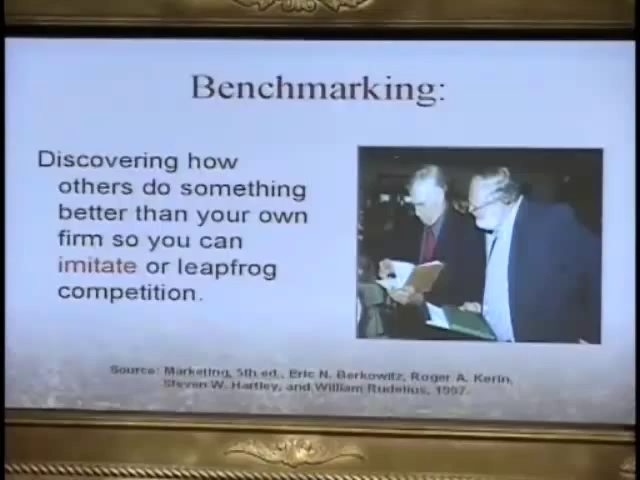 Benchmarking:
Discovering how
others do something
better than your own
firm so you can
imitate or leapfrog
competition.
Source: Marketing, 5th ed., Eric N. Berkowitz, Roger A. Kerin,
Steven W. Hartley, and William Rudelius, 1997.